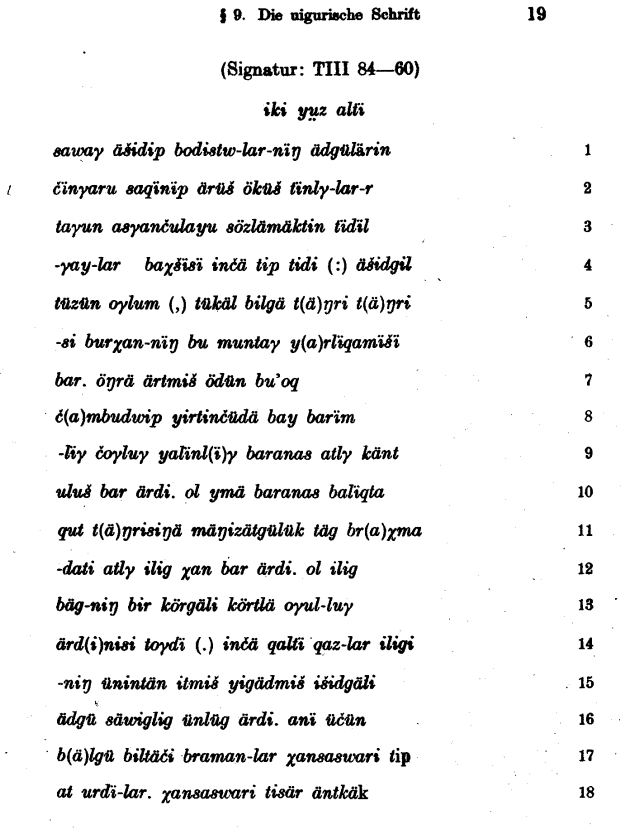 § 9. Die uigurische Schrift 19
(Signatur: TIII 84—60)
iki yṳz altï
saway äšidip bodistw-lar-nïŋ ädgülärin 1
čïnγaru saqïnïp ärüš öküš tïnlγ-lar-r 2
tayun asγančulayu sözlämäktin tïdïl 3
-γay-lar baχšïsï inčä tip tidi (:) äšidgil 4
tüzün oγlum (,) tükäl bilgä t(ä)ŋri t(ä)ŋri 5
-si burχan-nïŋ bu muntaγ y(a)rlïqamïšï 6
bar. öŋrä ärtmiš ödün bu'oq 7
č(a)mbudwip yirtinčüdä bay barïm 8
-lïγ čoγluγ yalïnl(ï)γ baranas atlγ känt 9
uluš bar ärdi. ol ymä baranas balïqta 10
qut t(ä)ŋrisiŋä mäŋizätgülük täg br(a)χma 11
-dati atlγ ilig χan bar ärdi. ol ilig 12
bäg-niŋ bir körgäli körtlä oγul-luγ 13
ärd(i)nisi toγdï (.) inčä qaltï qaz-lar iligi 14
-niŋ ünintän itmiš yigädmiš išidgäli 15
ädgü säwiglig ünlüg ärdi. anï üčün 16
b(ä)lgü biltäči braman-lar χansaswari tip 17
at urdï-lar. χansaswari tisär äntkäk 18